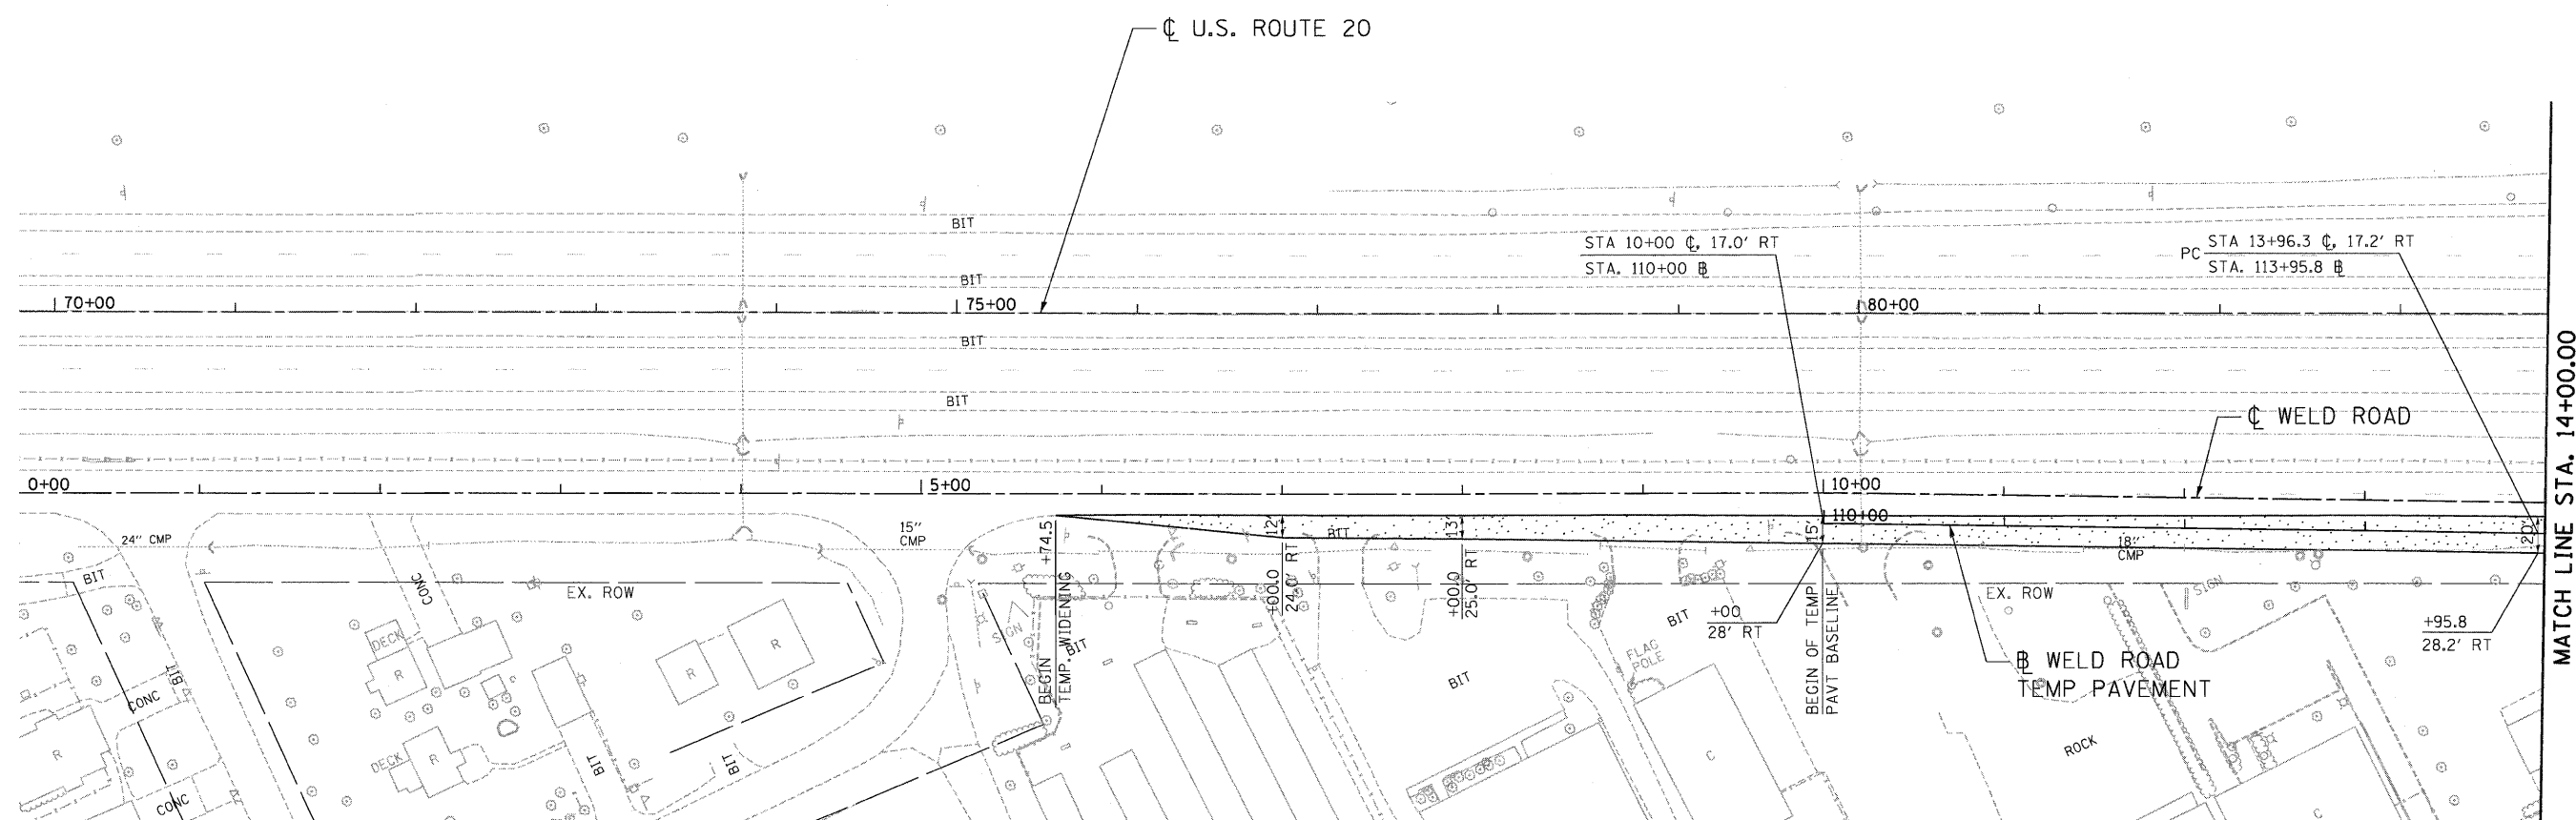 ℄ U.S. ROUTE 20
BIT
STA 10+00 ℄, 17.0' RT
STA. 110+00 B
PC
STA 13+96.3 ℄, 17.2' RT
STA. 113+95.8 B
BIT
70+00
75+00
80+00
BIT
MATCH LINE STA. 14+00.00
BIT
℄ WELD ROAD
0+00
5+00
10+00
110+00
24" CMP
15"
CMP
+74.5
12'
BIT
13'
15'
18"
CMP
20'
BIT
CONC
EX. ROW
BEGIN
TEMP. WIDENING
+00.0
24.0' RT
+00.0
25.0' RT
BIT
+00
28' RT
BEGIN OF TEMP
PAVT BASELINE
EX. ROW
SIGN
+95.8
28.2' RT
DECK
R
R
R
SIGN
BIT
FLAG
POLE
B WELD ROAD
TEMP PAVEMENT
BIT
CONC
BIT
R
DECK
R
BIT
BIT
C
ROCK
CONC
C